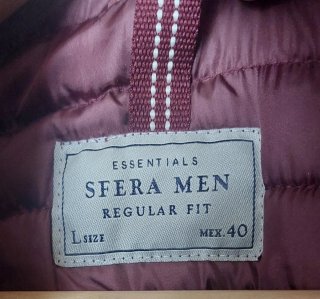 ESSENTIALS
SFERA MEN
REGULAR FIT
L SIZE MEX. 40